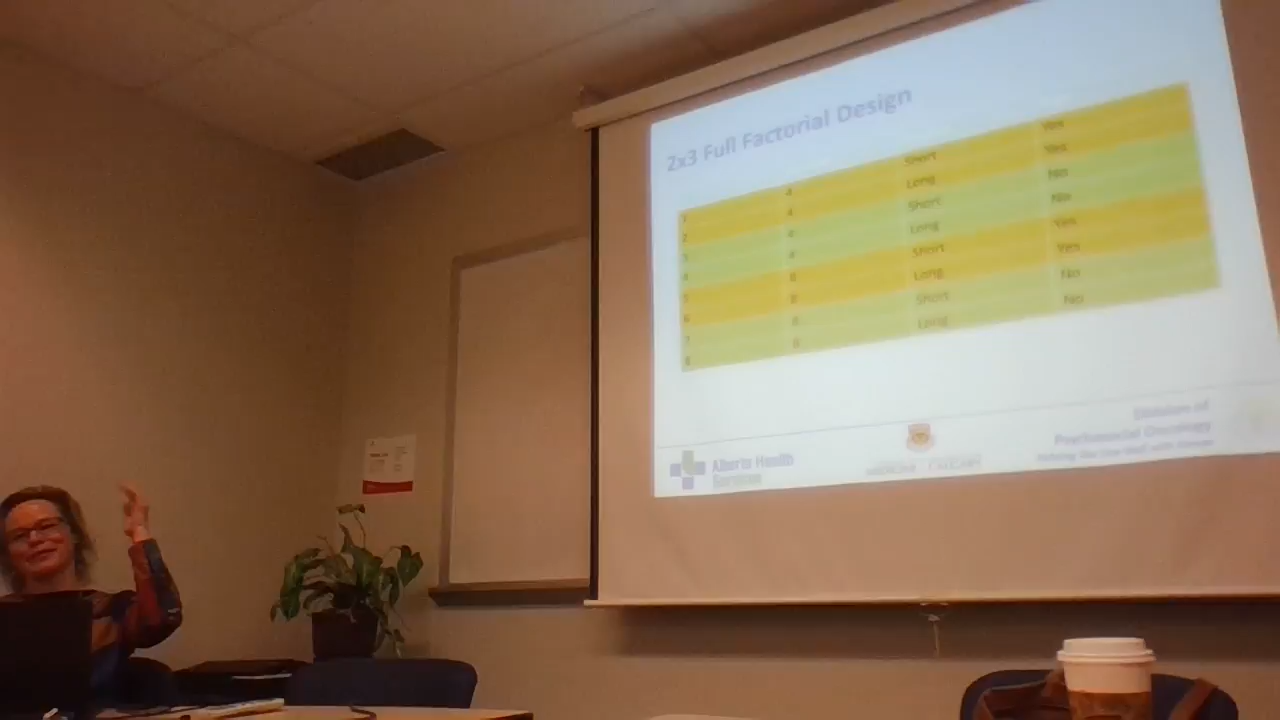 2x3 Full Factorial Design
1 4 Short Yes
2 4 Long Yes
3 4 Short No
4 4 Long No
5 8 Short Yes
6 8 Long Yes
7 8 Short No
8 8 Long No
Alberta Health
Services
MEDICINE CALGARY
Division of
Psychosocial Oncology